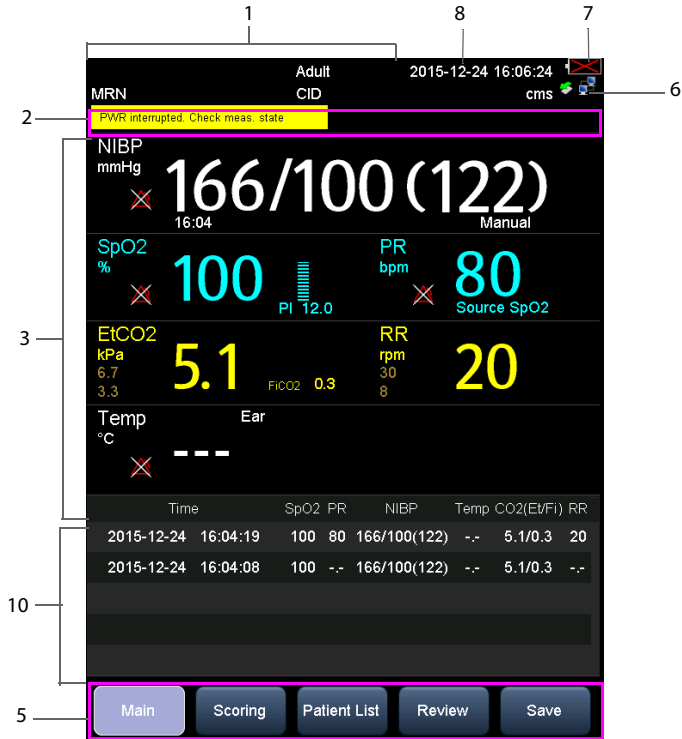 1 8 7
Adult 2015-12-24 16:06:24
MRN CID cms 6
2 PWR interrupted. Check meas. state
NIBP
mmHg
166/100(122)
16:04 Manual
SpO2 PR
% bpm
100 80
PI 12.0 Source SpO2
3
EtCO2 RR
kPa rpm
6.7 30
3.3 8
5.1 FiCO2 0.3 20
Temp Ear
°C
---
Time SpO2 PR NIBP Temp CO2(Et/Fi) RR
2015-12-24 16:04:19 100 80 166/100(122) -.- 5.1/0.3 20
2015-12-24 16:04:08 100 -.- 166/100(122) -.- 5.1/0.3 -.-
10
5 Main Scoring Patient List Review Save